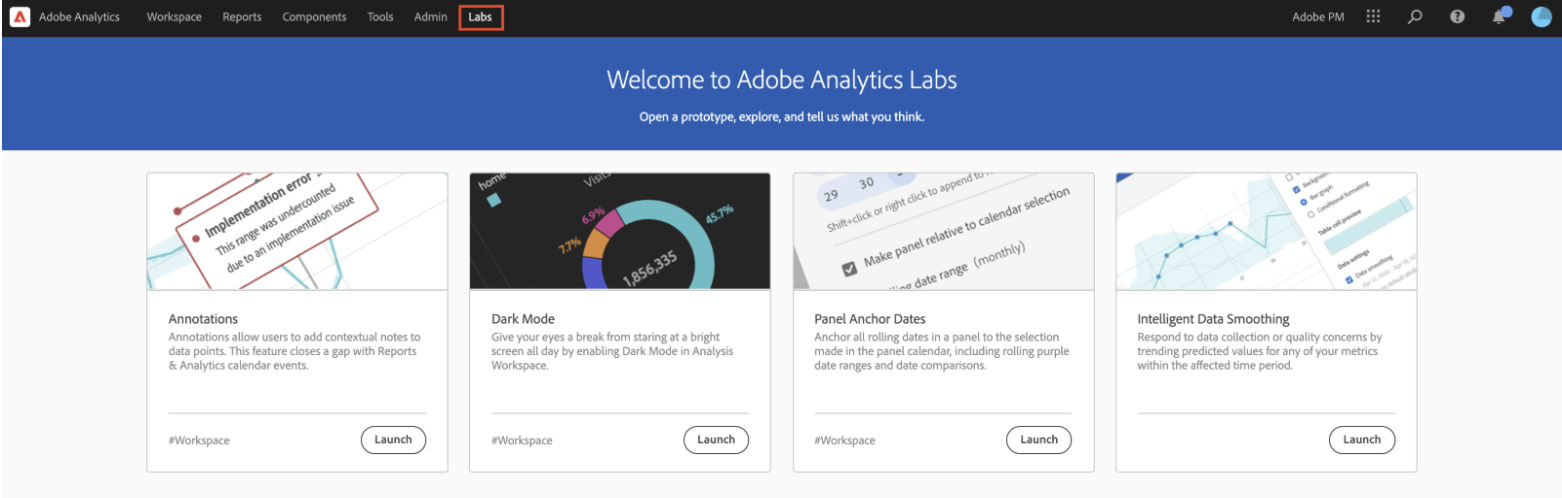 Adobe Analytics Workspace Reports Components Tools Admin Labs Adobe PM
Welcome to Adobe Analytics Labs
Open a prototype, explore, and tell us what you think.
Implementation error
This range was undercounted
due to an implementation issue
home
Visits
6.9%
45.7%
7.7%
1,856,335
29 30
Shift+click or right click to append to
Make panel relative to calendar selection
date range (monthly)
Bar graph
Conditional formatting
Table cell preview
Data settings
Data smoothing
Annotations
Annotations allow users to add contextual notes to
data points. This feature closes a gap with Reports
& Analytics calendar events.
#Workspace Launch
Dark Mode
Give your eyes a break from staring at a bright
screen all day by enabling Dark Mode in Analysis
Workspace.
#Workspace Launch
Panel Anchor Dates
Anchor all rolling dates in a panel to the selection
made in the panel calendar, including rolling purple
date ranges and date comparisons.
#Workspace Launch
Intelligent Data Smoothing
Respond to data collection or quality concerns by
trending predicted values for any of your metrics
within the affected time period.
Launch